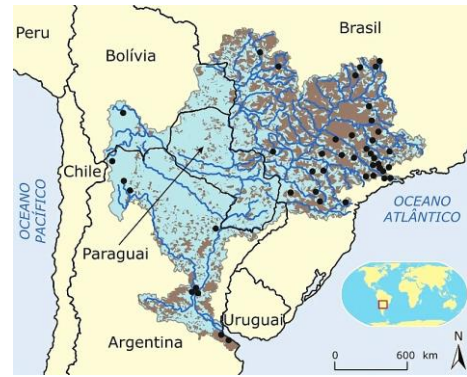 Peru
Brasil
Bolívia
Chile
OCEANO
PACÍFICO
OCEANO
ATLÂNTICO
Paraguai
Uruguai
Argentina
N
0 600 km